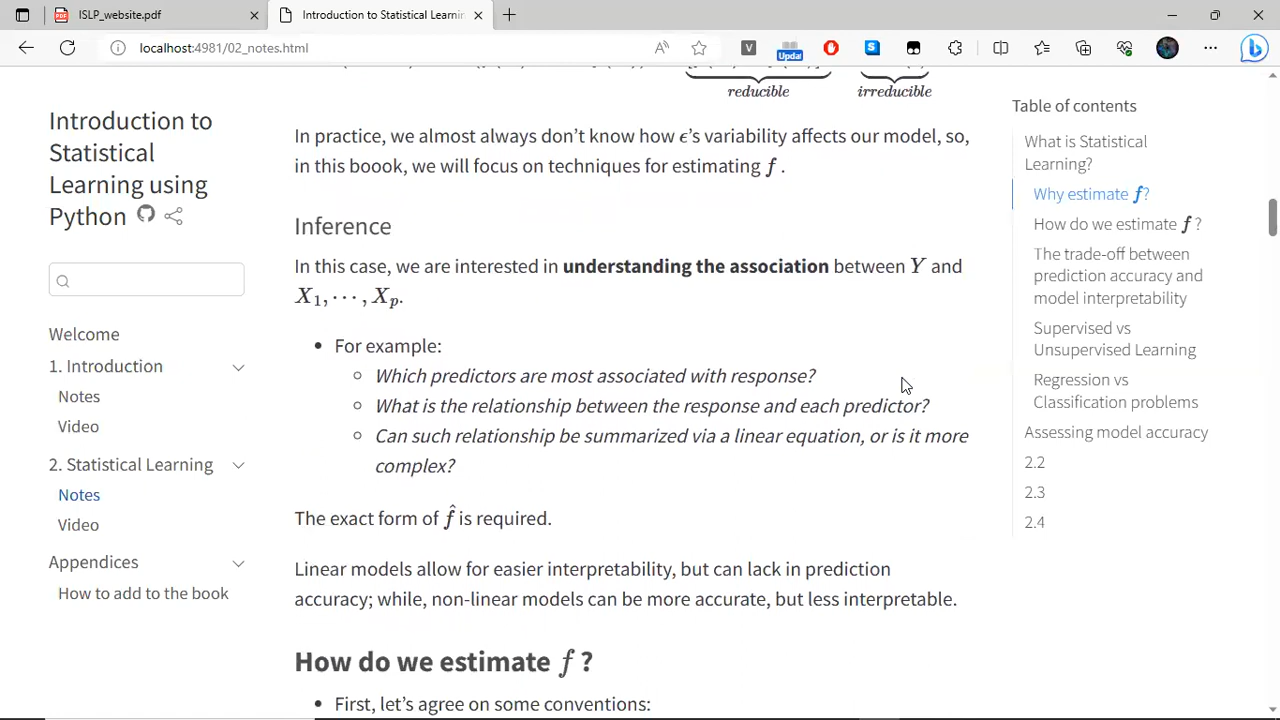 ISLP_website.pdf
Introduction to Statistical Learnin
localhost:4981/02_notes.html
Upda
Introduction to
Statistical
Learning using
Python
Welcome
1. Introduction
Notes
Video
2. Statistical Learning
Notes
Video
Appendices
How to add to the book
reducible irreducible
In practice, we almost always don’t know how ϵ’s variability affects our model, so,
in this boook, we will focus on techniques for estimating f .
Inference
In this case, we are interested in understanding the association between Y and
X₁, ⋯ , Xₚ.
• For example:
◦ Which predictors are most associated with response?
◦ What is the relationship between the response and each predictor?
◦ Can such relationship be summarized via a linear equation, or is it more
complex?
The exact form of f̂ is required.
Linear models allow for easier interpretability, but can lack in prediction
accuracy; while, non-linear models can be more accurate, but less interpretable.
How do we estimate f ?
• First, let’s agree on some conventions:
Table of contents
What is Statistical
Learning?
Why estimate f?
How do we estimate f ?
The trade-off between
prediction accuracy and
model interpretability
Supervised vs
Unsupervised Learning
Regression vs
Classification problems
Assessing model accuracy
2.2
2.3
2.4